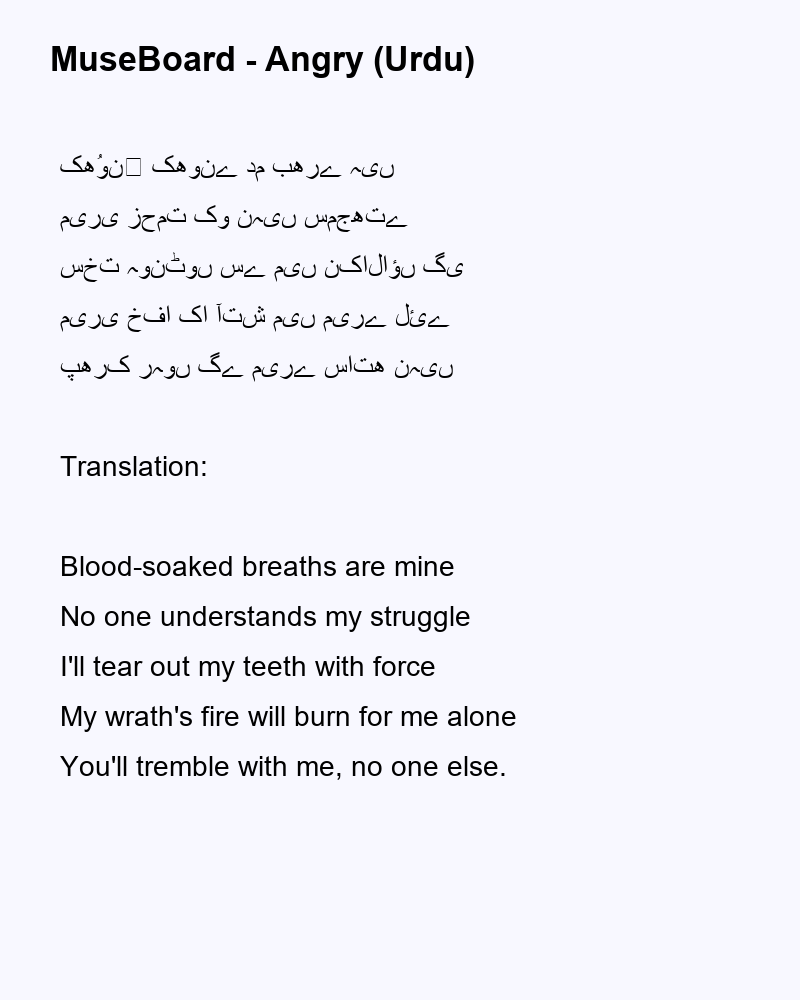 MuseBoard - Angry (Urdu)
کھوُن کھونے دم بھرے ہیں
میری زحمت کو نہیں سمجھتے
سخت ہونٹوں سے میں نکالاؤں گی
میری خفا کا آتش میں میرے لئے
پھرک رہوں گے میرے ساتھ نہیں
Translation:
Blood-soaked breaths are mine
No one understands my struggle
I'll tear out my teeth with force
My wrath's fire will burn for me alone
You'll tremble with me, no one else.